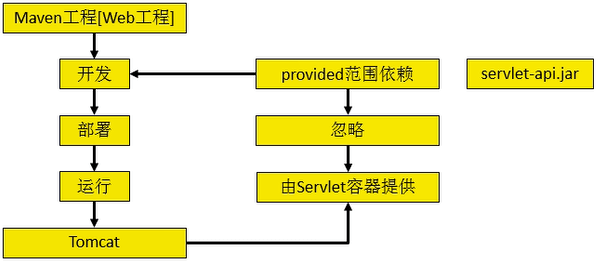 Maven工程[Web工程]
开发
provided范围依赖
servlet-api.jar
部署
忽略
运行
由Servlet容器提供
Tomcat